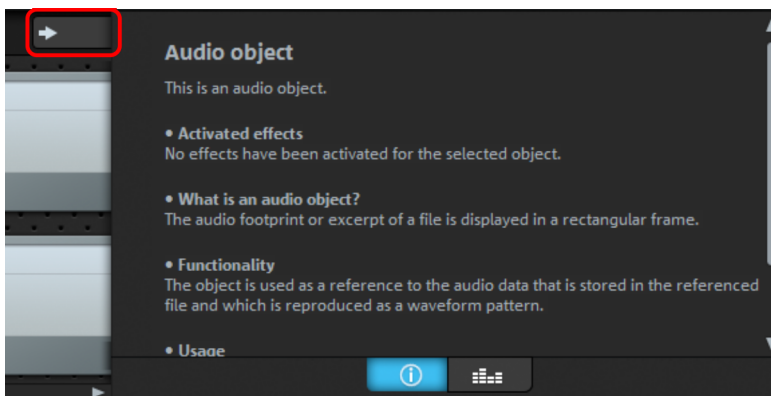 Audio object
This is an audio object.
• Activated effects
No effects have been activated for the selected object.
• What is an audio object?
The audio footprint or excerpt of a file is displayed in a rectangular frame.
• Functionality
The object is used as a reference to the audio data that is stored in the referenced
file and which is reproduced as a waveform pattern.
• Usage